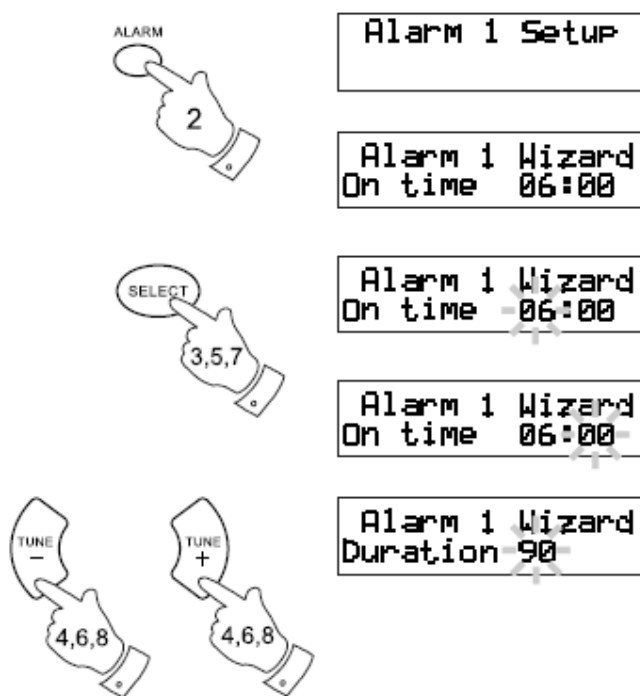 ALARM
2
Alarm 1 Setup
Alarm 1 Wizard
On time 06:00
SELECT
3,5,7
Alarm 1 Wizard
On time 06:00
Alarm 1 Wizard
On time 06:00
TUNE
−
4,6,8
TUNE
+
4,6,8
Alarm 1 Wizard
Duration 90